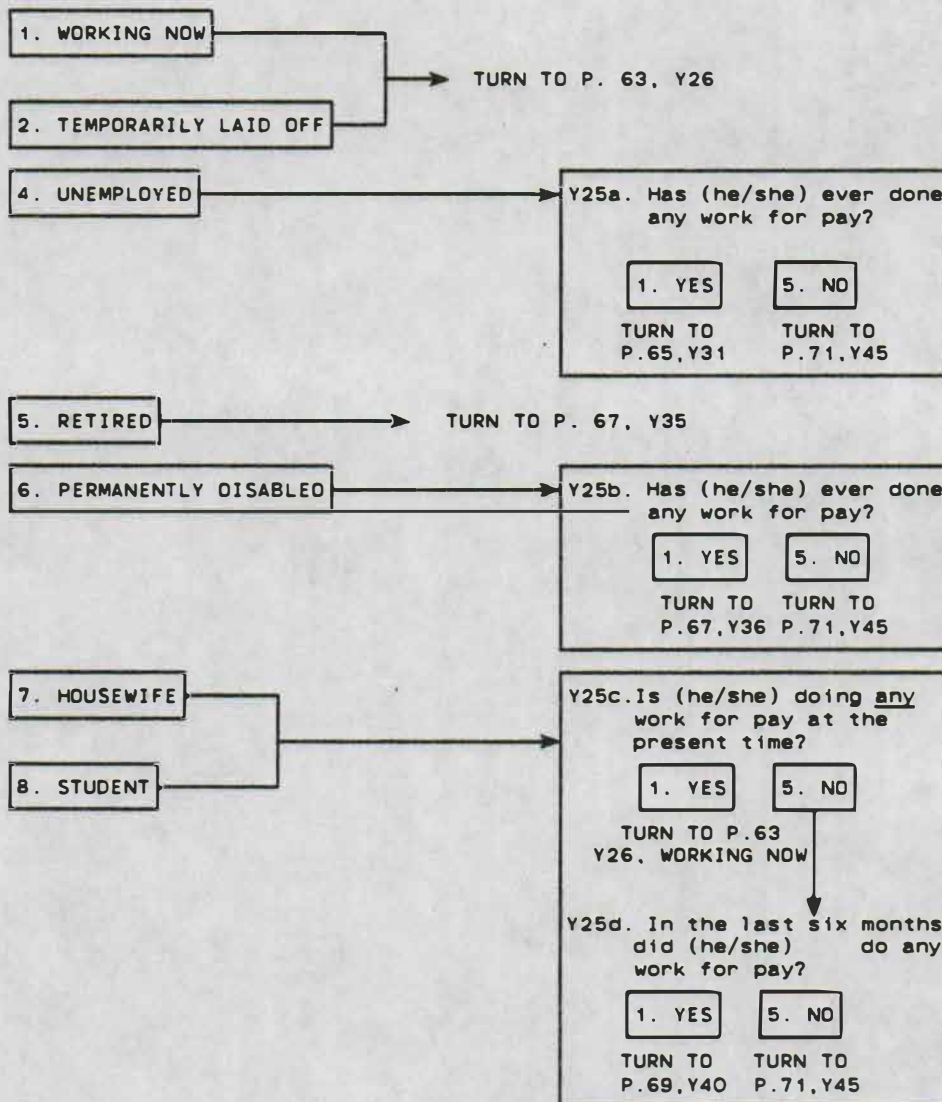 1. WORKING NOW
TURN TO P. 63, Y26
2. TEMPORARILY LAID OFF
4. UNEMPLOYED
Y25a. Has (he/she) ever done
any work for pay?
1. YES 5. NO
TURN TO TURN TO
P.65,Y31 P.71,Y45
5. RETIRED
TURN TO P. 67, Y35
6. PERMANENTLY DISABLED
Y25b. Has (he/she) ever done
any work for pay?
1. YES 5. NO
TURN TO TURN TO
P.67,Y36 P.71,Y45
7. HOUSEWIFE
8. STUDENT
Y25c.Is (he/she) doing any
work for pay at the
present time?
1. YES 5. NO
TURN TO P.63
Y26, WORKING NOW
Y25d. In the last six months
did (he/she) do any
work for pay?
1. YES 5. NO
TURN TO TURN TO
P.69,Y40 P.71,Y45